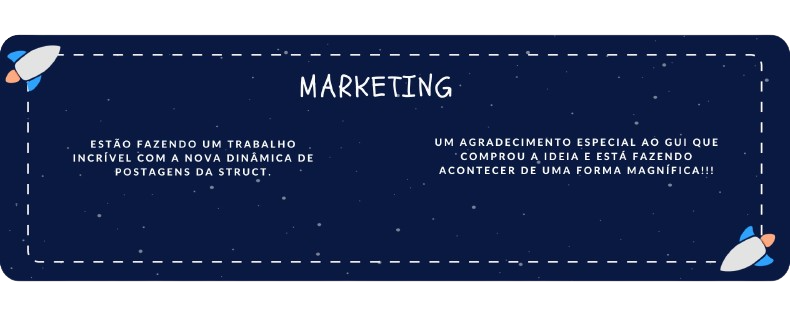 MARKETING
ESTÃO FAZENDO UM TRABALHO
INCRÍVEL COM A NOVA DINÂMICA DE
POSTAGENS DA STRUCT.
UM AGRADECIMENTO ESPECIAL AO GUI QUE
COMPROU A IDEIA E ESTÁ FAZENDO
ACONTECER DE UMA FORMA MAGNÍFICA!!!